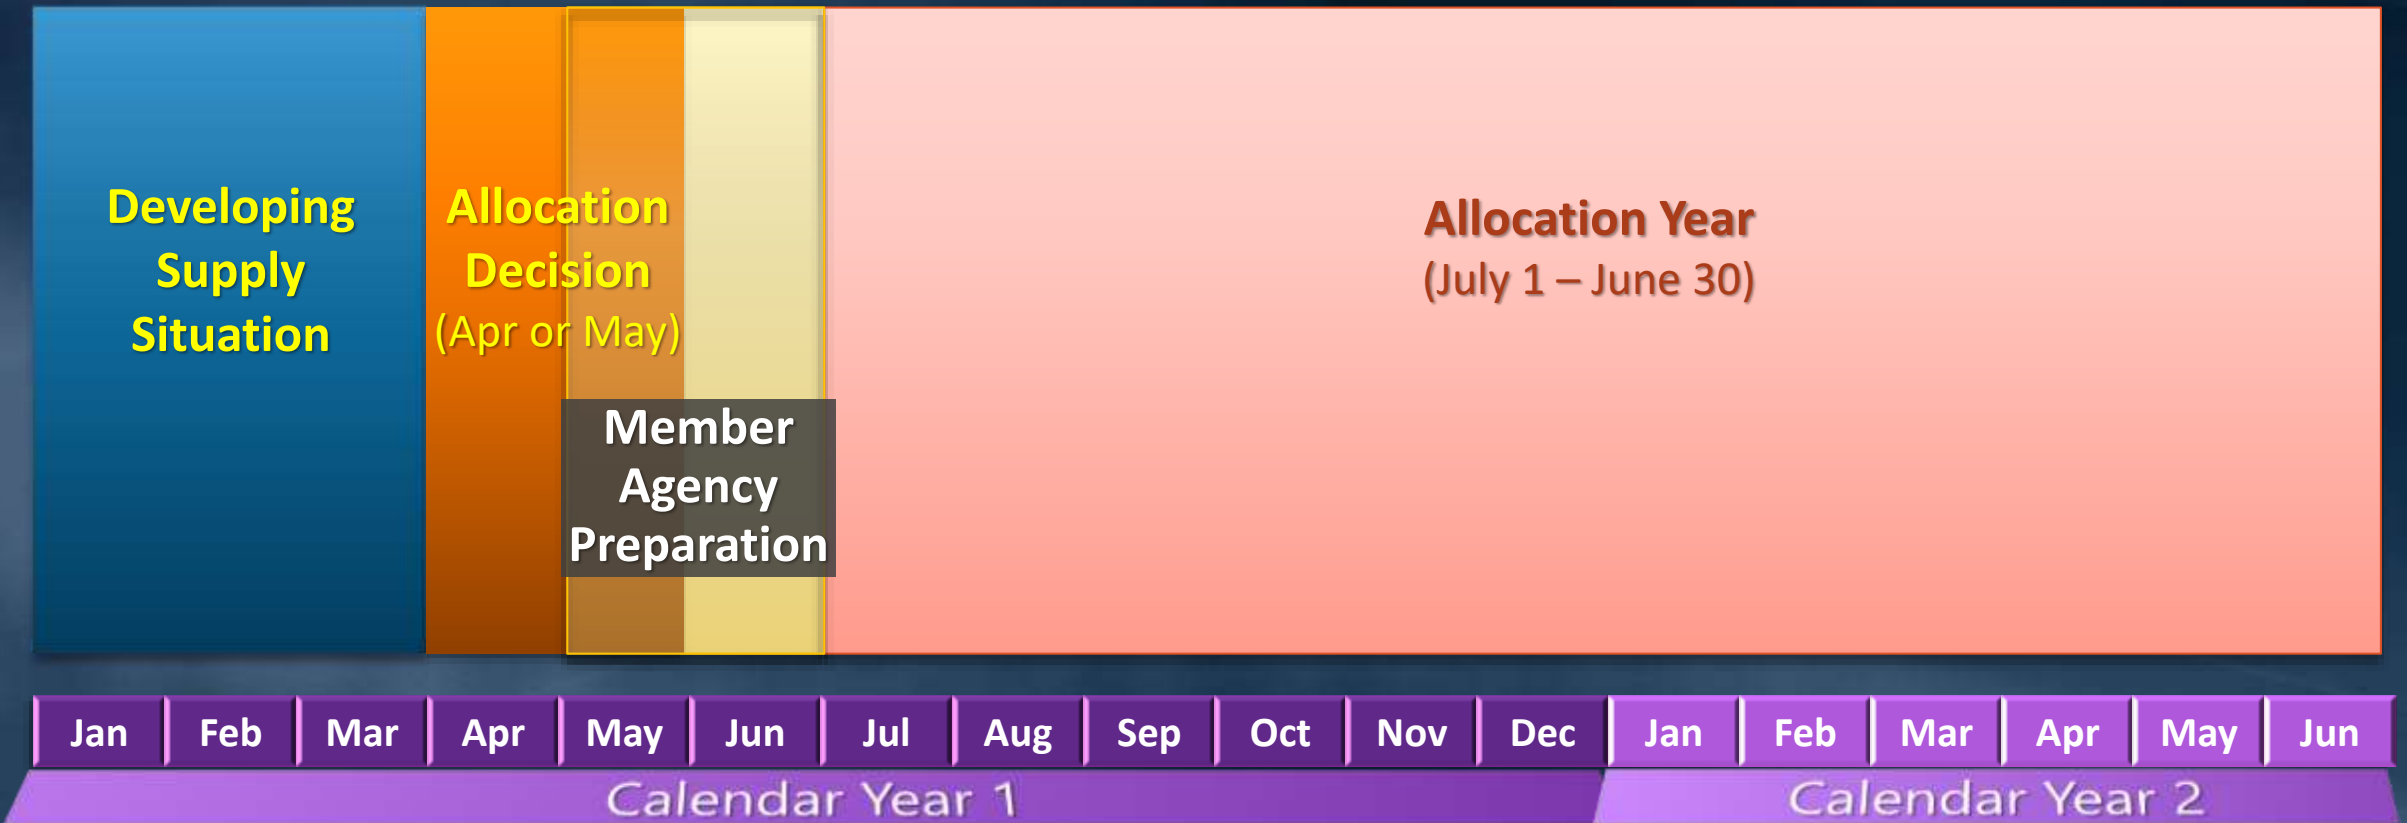 Developing
Supply
Situation
Allocation
Decision
(Apr or May)
Member
Agency
Preparation
Allocation Year
(July 1 – June 30)
Jan Feb Mar Apr May Jun Jul Aug Sep Oct Nov Dec Jan Feb Mar Apr May Jun
Calendar Year 1 Calendar Year 2